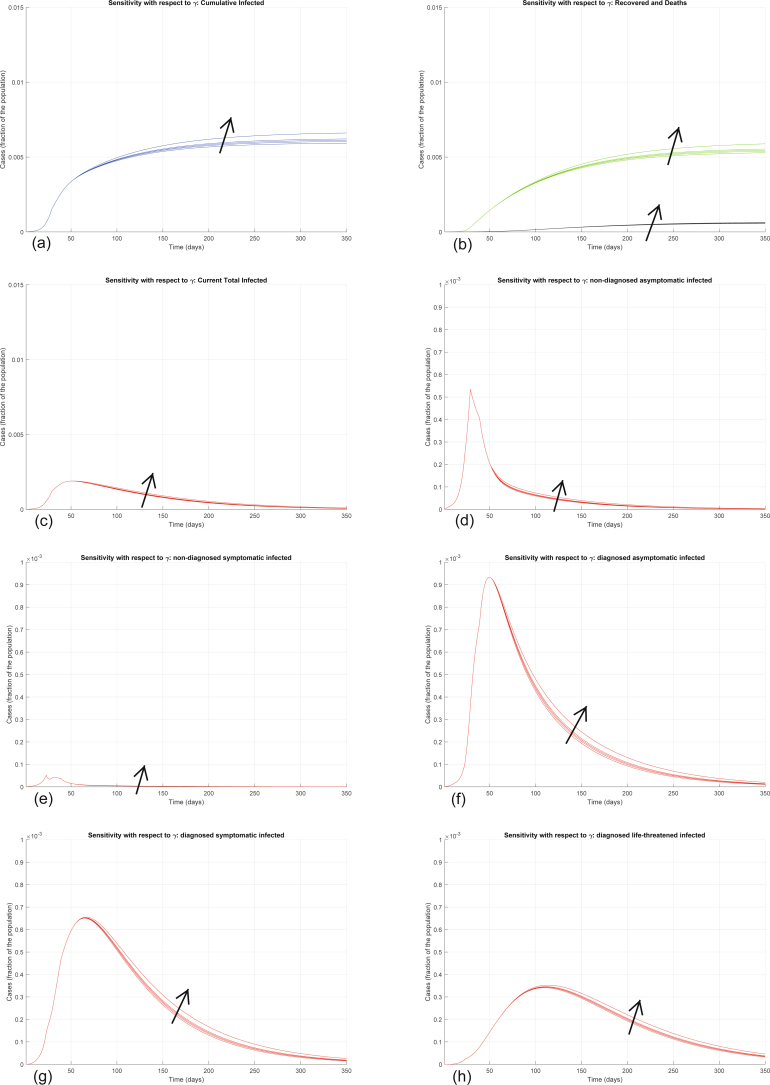 Sensitivity with respect to γ: Cumulative Infected
0.015
0.01
0.005
0
Cases (fraction of the population)
50 100 150 200 250 300 350
Time (days)
(a)
Sensitivity with respect to γ: Recovered and Deaths
0.015
0.01
0.005
0
Cases (fraction of the population)
50 100 150 200 250 300 350
Time (days)
(b)
Sensitivity with respect to γ: Current Total Infected
0.015
0.01
0.005
0
Cases (fraction of the population)
50 100 150 200 250 300 350
Time (days)
(c)
Sensitivity with respect to γ: non-diagnosed asymptomatic infected
×10⁻³
1
0.9
0.8
0.7
0.6
0.5
0.4
0.3
0.2
0.1
0
Cases (fraction of the population)
50 100 150 200 250 300 350
Time (days)
(d)
Sensitivity with respect to γ: non-diagnosed symptomatic infected
×10⁻³
1
0.9
0.8
0.7
0.6
0.5
0.4
0.3
0.2
0.1
0
Cases (fraction of the population)
50 100 150 200 250 300 350
Time (days)
(e)
Sensitivity with respect to γ: diagnosed asymptomatic infected
×10⁻³
1
0.9
0.8
0.7
0.6
0.5
0.4
0.3
0.2
0.1
0
Cases (fraction of the population)
50 100 150 200 250 300 350
Time (days)
(f)
Sensitivity with respect to γ: diagnosed symptomatic infected
×10⁻³
1
0.9
0.8
0.7
0.6
0.5
0.4
0.3
0.2
0.1
0
Cases (fraction of the population)
50 100 150 200 250 300 350
Time (days)
(g)
Sensitivity with respect to γ: diagnosed life-threatened infected
×10⁻³
1
0.9
0.8
0.7
0.6
0.5
0.4
0.3
0.2
0.1
0
Cases (fraction of the population)
50 100 150 200 250 300 350
Time (days)
(h)